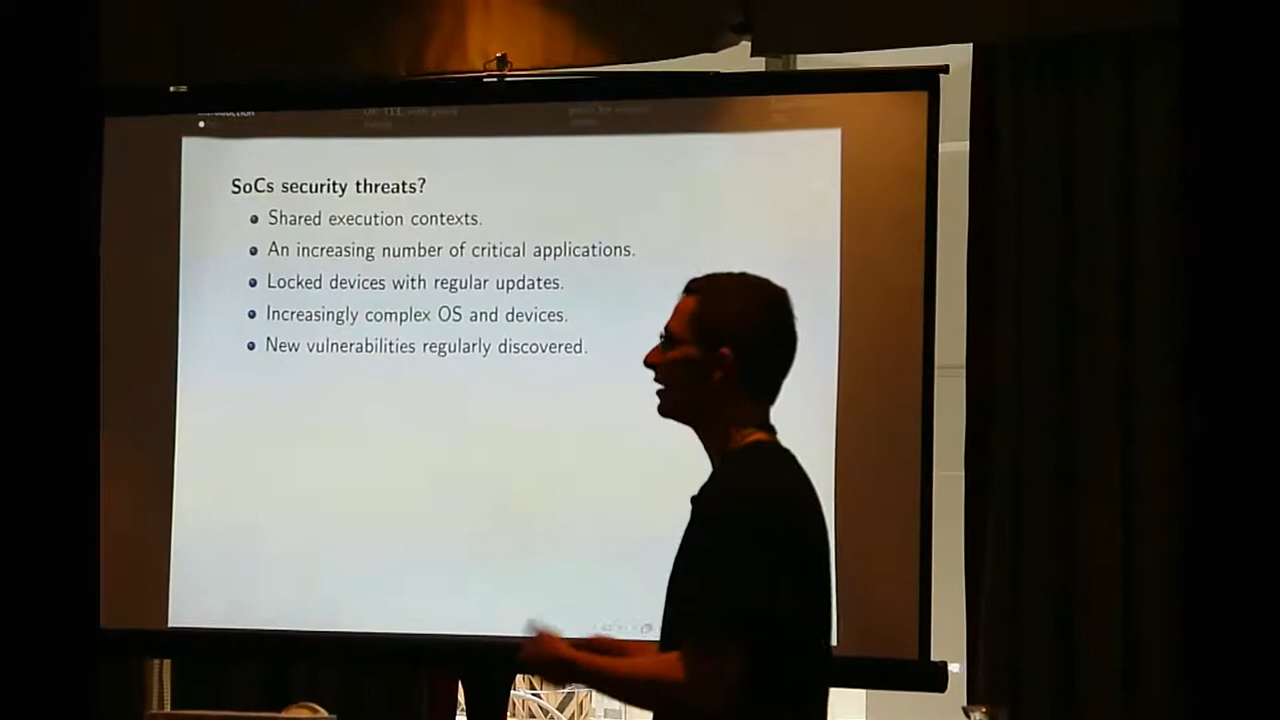 Introduction
SoCs security threats?
Shared execution contexts.
An increasing number of critical applications.
Locked devices with regular updates.
Increasingly complex OS and devices.
New vulnerabilities regularly discovered.